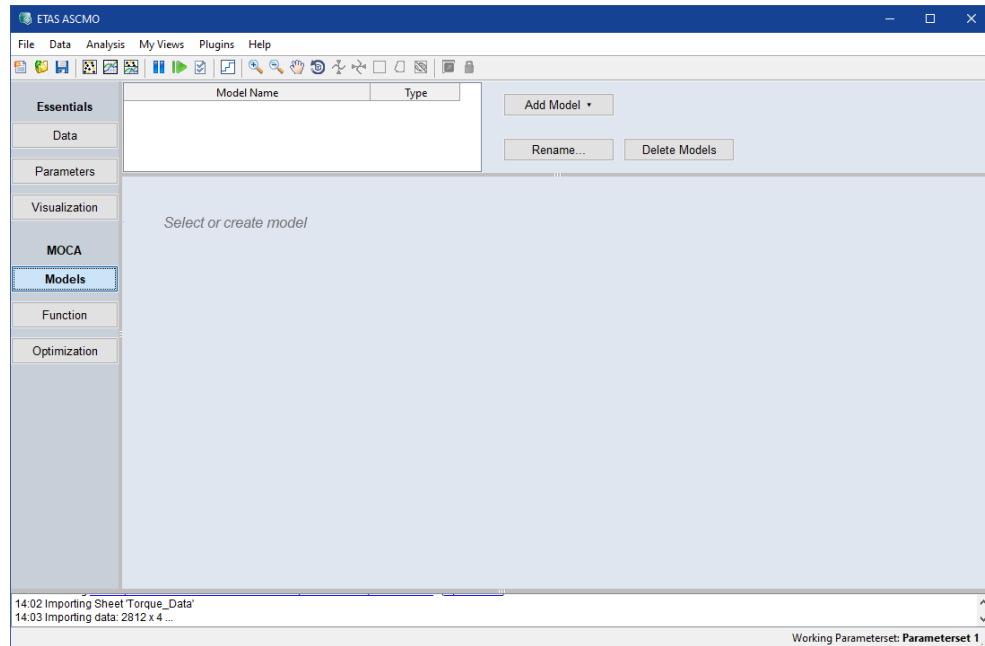 ETAS ASCMO
File Data Analysis My Views Plugins Help
Essentials
Data
Parameters
Visualization
MOCA
Models
Function
Optimization
Model Name Type
Add Model
Rename... Delete Models
Select or create model
14:02 Importing Sheet 'Torque_Data'
14:03 Importing data: 2812 x 4 ...
Working Parameterset: Parameterset 1